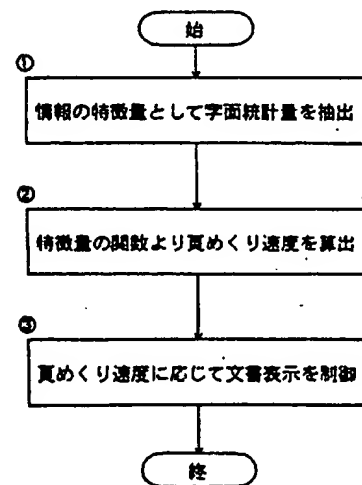 始
①
情報の特徴量として字面統計量を抽出
②
特徴量の関数より頁めくり速度を算出
③
頁めくり速度に応じて文書表示を制御
終